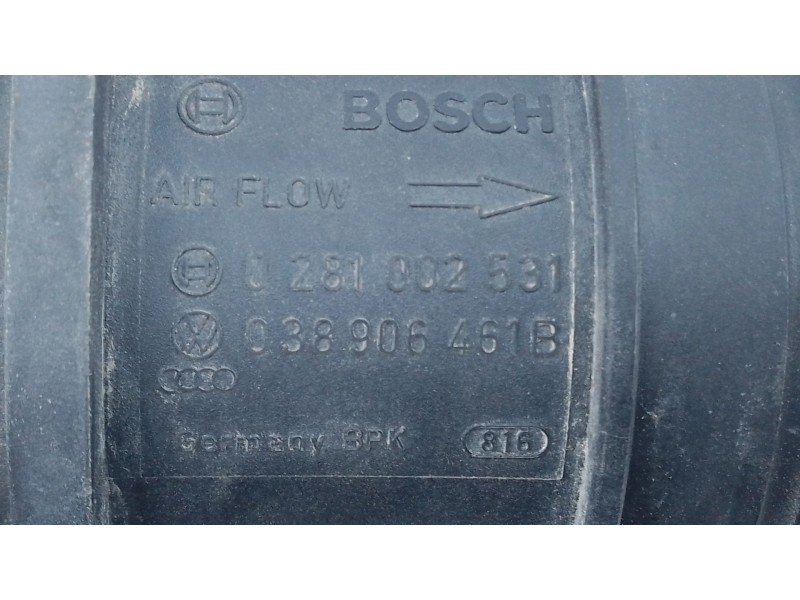 BOSCH
AIR FLOW
0 281 002 531
038 906 461B
Germany BPK 816